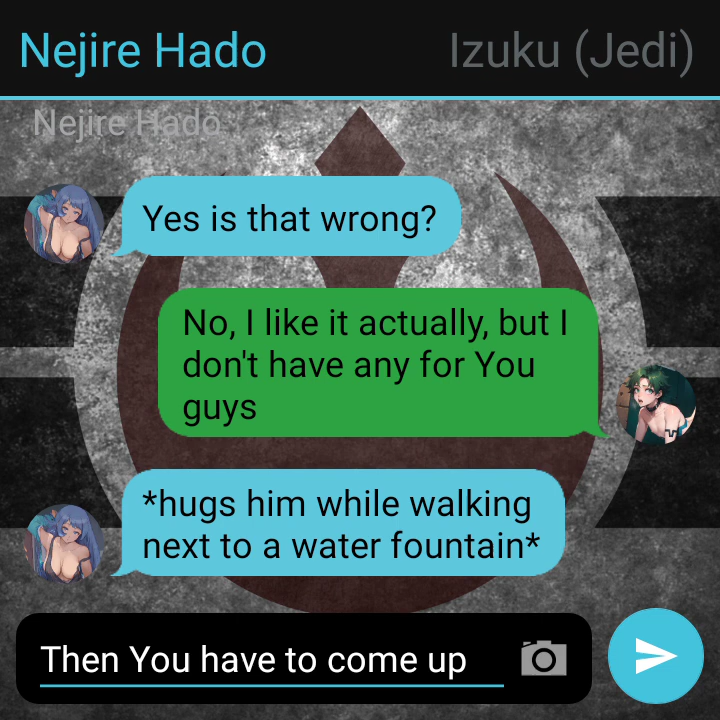 Nejire Hado
Izuku (Jedi)
Nejire Hado
Yes is that wrong?
No, I like it actually, but I
don't have any for You
guys
*hugs him while walking
next to a water fountain*
Then You have to come up